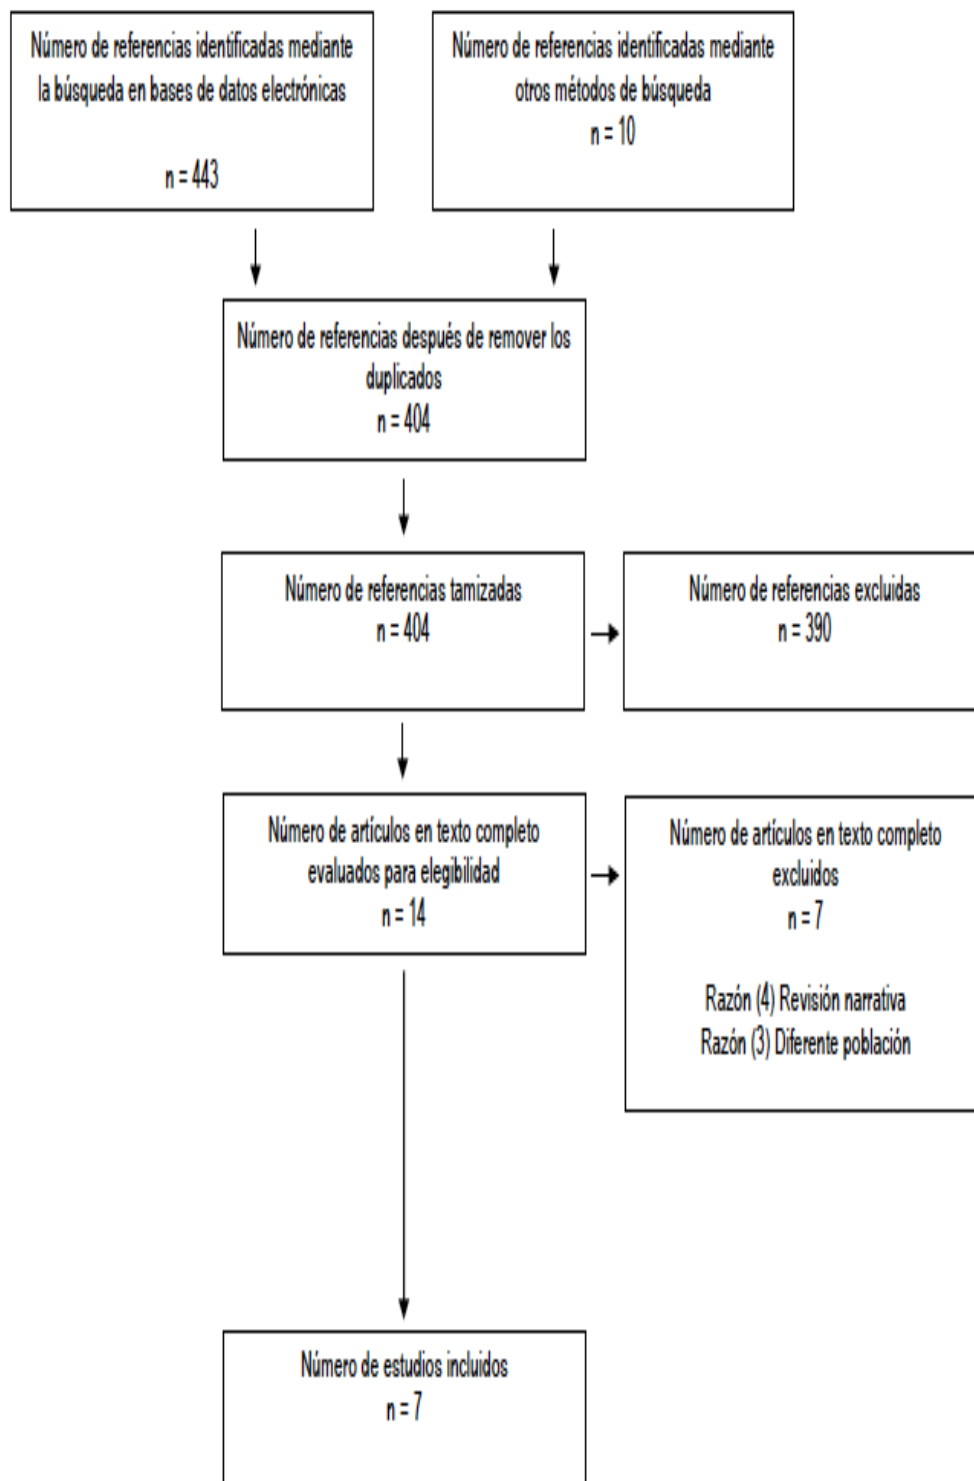 Número de referencias identificadas mediante
la búsqueda en bases de datos electrónicas
n = 443
Número de referencias identificadas mediante
otros métodos de búsqueda
n = 10
Número de referencias después de remover los
duplicados
n = 404
Número de referencias tamizadas
n = 404
Número de referencias excluidas
n = 390
Número de artículos en texto completo
evaluados para elegibilidad
n = 14
Número de artículos en texto completo
excluidos
n = 7
Razón (4) Revisión narrativa
Razón (3) Diferente población
Número de estudios incluidos
n = 7